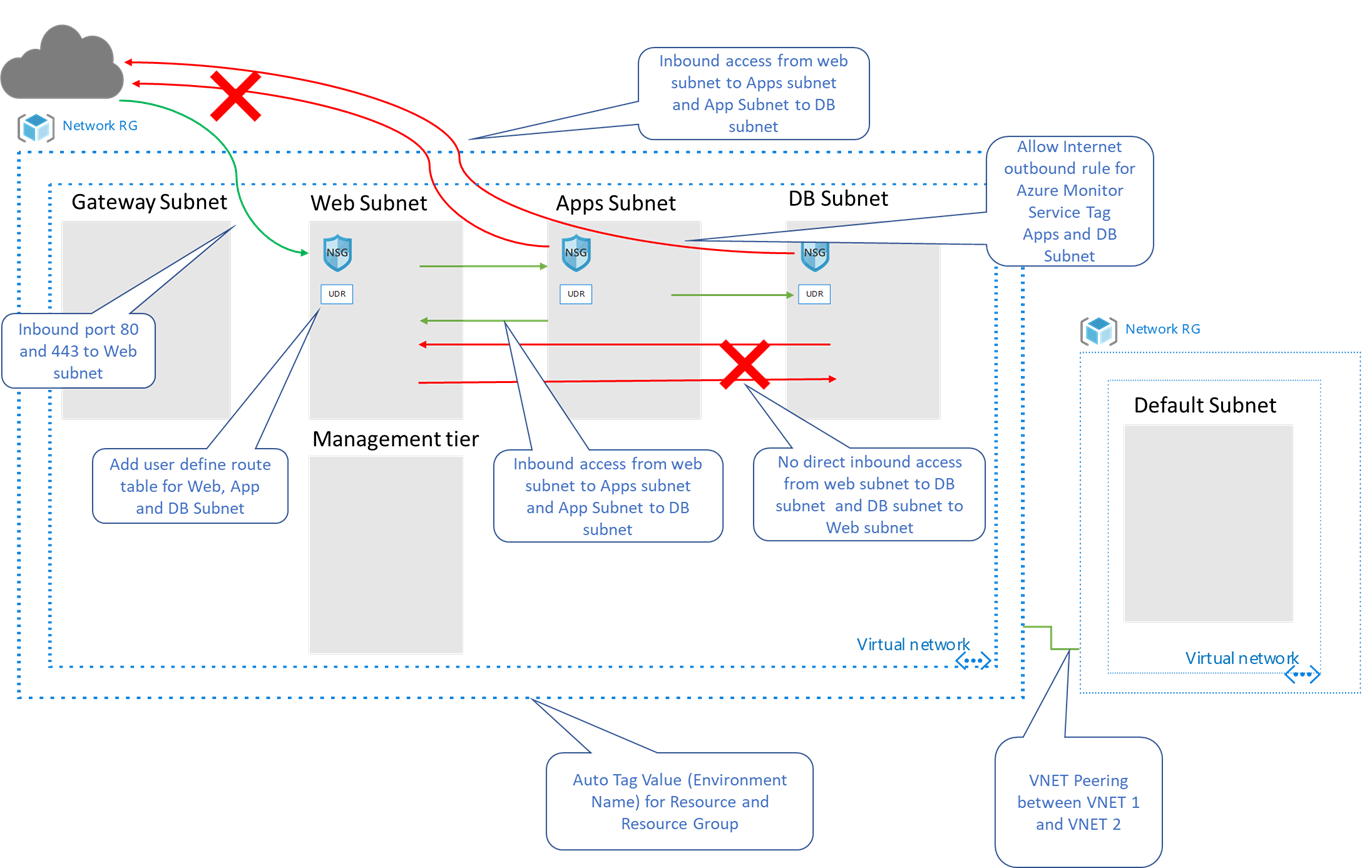 Network RG
Inbound access from web
subnet to Apps subnet
and App Subnet to DB
subnet
Allow Internet
outbound rule for
Azure Monitor
Service Tag
Apps and DB
Subnet
Gateway Subnet
Web Subnet
Apps Subnet
DB Subnet
NSG
NSG
NSG
UDR
UDR
UDR
Inbound port 80
and 443 to Web
subnet
Network RG
Default Subnet
Management tier
Add user define route
table for Web, App
and DB Subnet
Inbound access from web
subnet to Apps subnet
and App Subnet to DB
subnet
No direct inbound access
from web subnet to DB
subnet and DB subnet to
Web subnet
Virtual network
Virtual network
Auto Tag Value (Environment
Name) for Resource and
Resource Group
VNET Peering
between VNET 1
and VNET 2